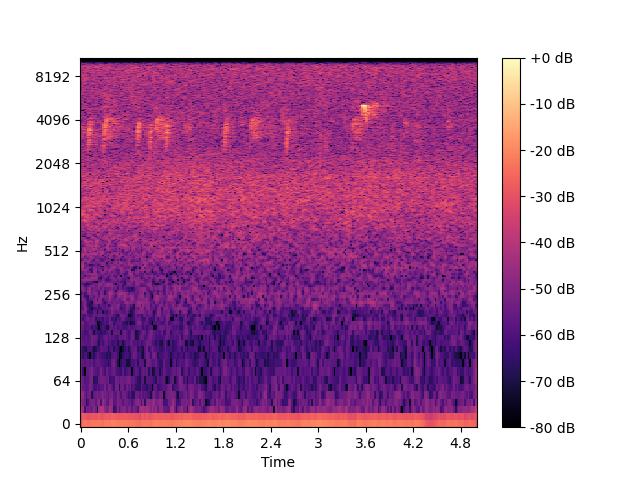 8192
4096
2048
1024
512
256
128
64
0
Hz
0 0.6 1.2 1.8 2.4 3 3.6 4.2 4.8
Time
+0 dB
-10 dB
-20 dB
-30 dB
-40 dB
-50 dB
-60 dB
-70 dB
-80 dB